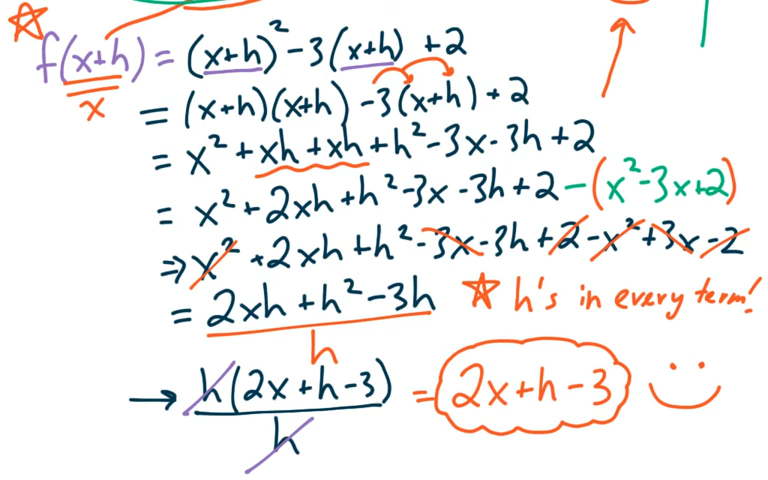 ☆ f(x+h) = (x+h)² - 3(x+h) + 2
x
= (x+h)(x+h) - 3(x+h) + 2
= x² + xh + xh + h² - 3x - 3h + 2
= x² + 2xh + h² - 3x - 3h + 2 - (x² - 3x + 2)
⇒ x² + 2xh + h² - 3x - 3h + 2 - x² + 3x - 2
= 2xh + h² - 3h ☆ h's in every term!
h
→ h(2x + h - 3) = 2x + h - 3
h